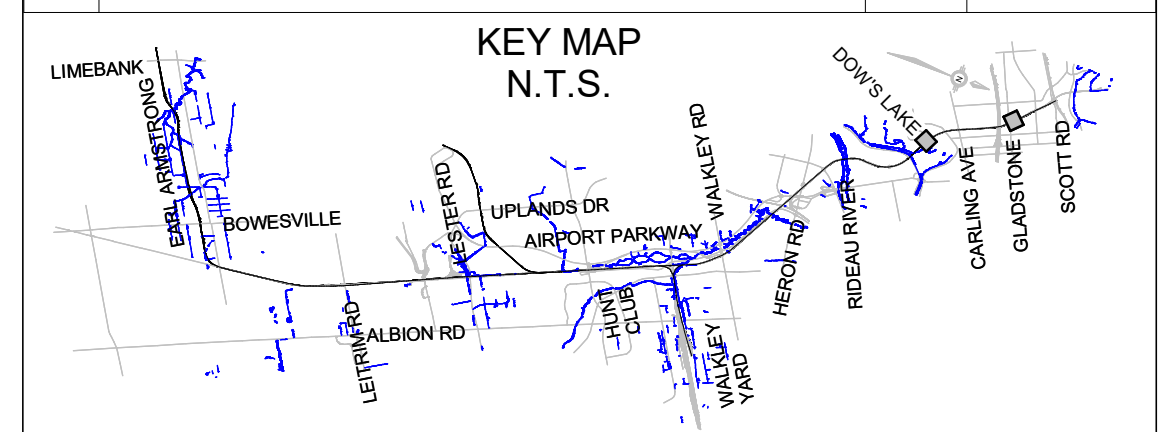 KEY MAP
N.T.S.
LIMEBANK
EARL ARMSTRONG
BOWESVILLE
LEITRIM RD
ALBION RD
LESTER RD
UPLANDS DR
AIRPORT PARKWAY
HUNT
CLUB
WALKLEY RD
WALKLEY
YARD
HERON RD
RIDEAU RIVER
DOW'S LAKE
N
CARLING AVE
GLADSTONE
SCOTT RD